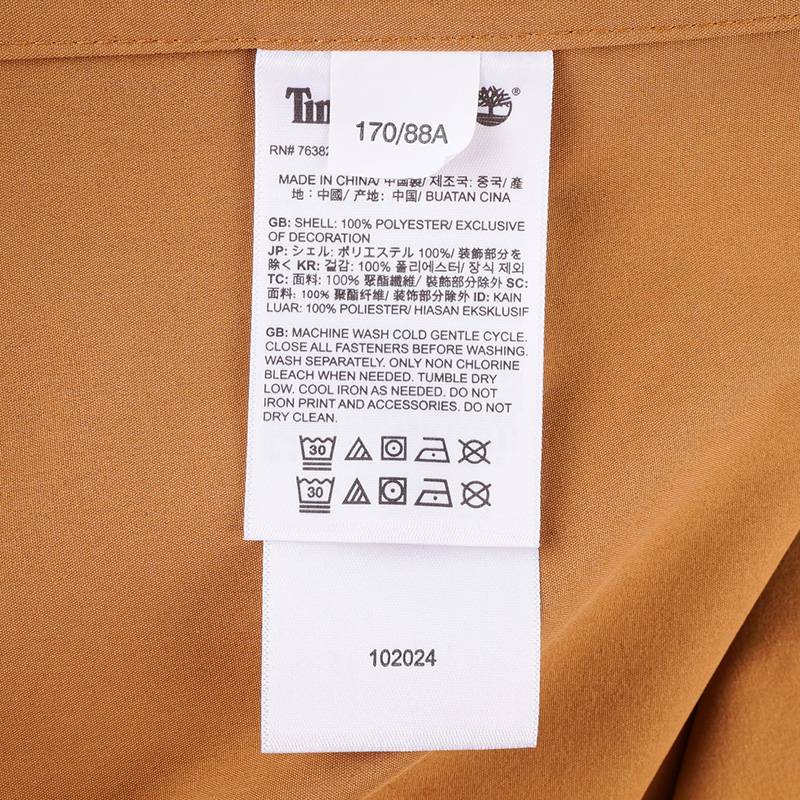 170/88A
RN# 7638
MADE IN CHINA/ 中国製/ 제조국: 중국/ 產
地：中國/ 产地：中国/ BUATAN CINA
GB: SHELL: 100% POLYESTER/ EXCLUSIVE
OF DECORATION
JP: シェル: ポリエステル 100%/ 装飾部分を
除く KR: 겉감: 100% 폴리에스터/ 장식 제외
TC: 面料: 100% 聚酯纖維/ 裝飾部分除外 SC:
面料: 100% 聚酯纤维/ 装饰部分除外 ID: KAIN
LUAR: 100% POLIESTER/ HIASAN EKSKLUSIF
GB: MACHINE WASH COLD GENTLE CYCLE.
CLOSE ALL FASTENERS BEFORE WASHING.
WASH SEPARATELY. ONLY NON CHLORINE
BLEACH WHEN NEEDED. TUMBLE DRY
LOW. COOL IRON AS NEEDED. DO NOT
IRON PRINT AND ACCESSORIES. DO NOT
DRY CLEAN.
30
30
102024